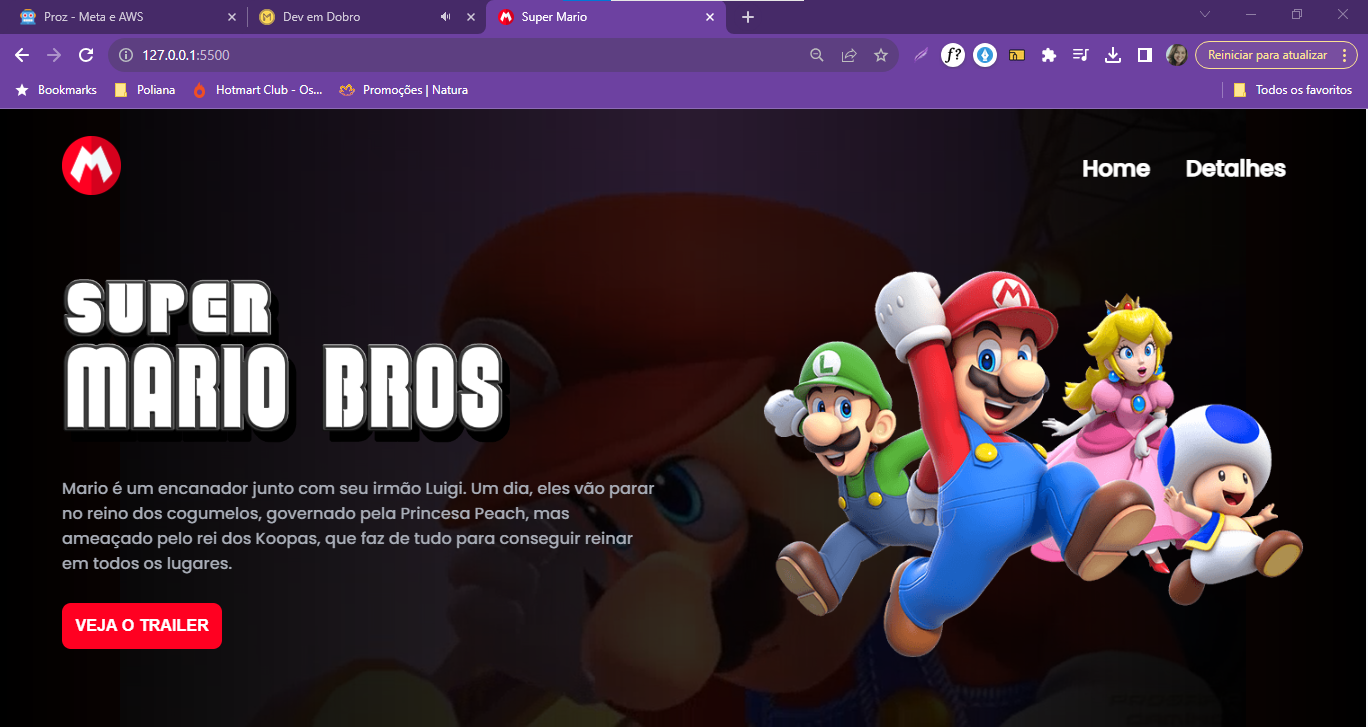 Proz - Meta e AWS
Dev em Dobro
Super Mario
127.0.0.1:5500
f?
Reiniciar para atualizar
Bookmarks
Poliana
Hotmart Club - Os...
Promoções | Natura
Todos os favoritos
M
Home
Detalhes
SUPER
MARIO BROS
Mario é um encanador junto com seu irmão Luigi. Um dia, eles vão parar
no reino dos cogumelos, governado pela Princesa Peach, mas
ameaçado pelo rei dos Koopas, que faz de tudo para conseguir reinar
em todos os lugares.
VEJA O TRAILER
L
M